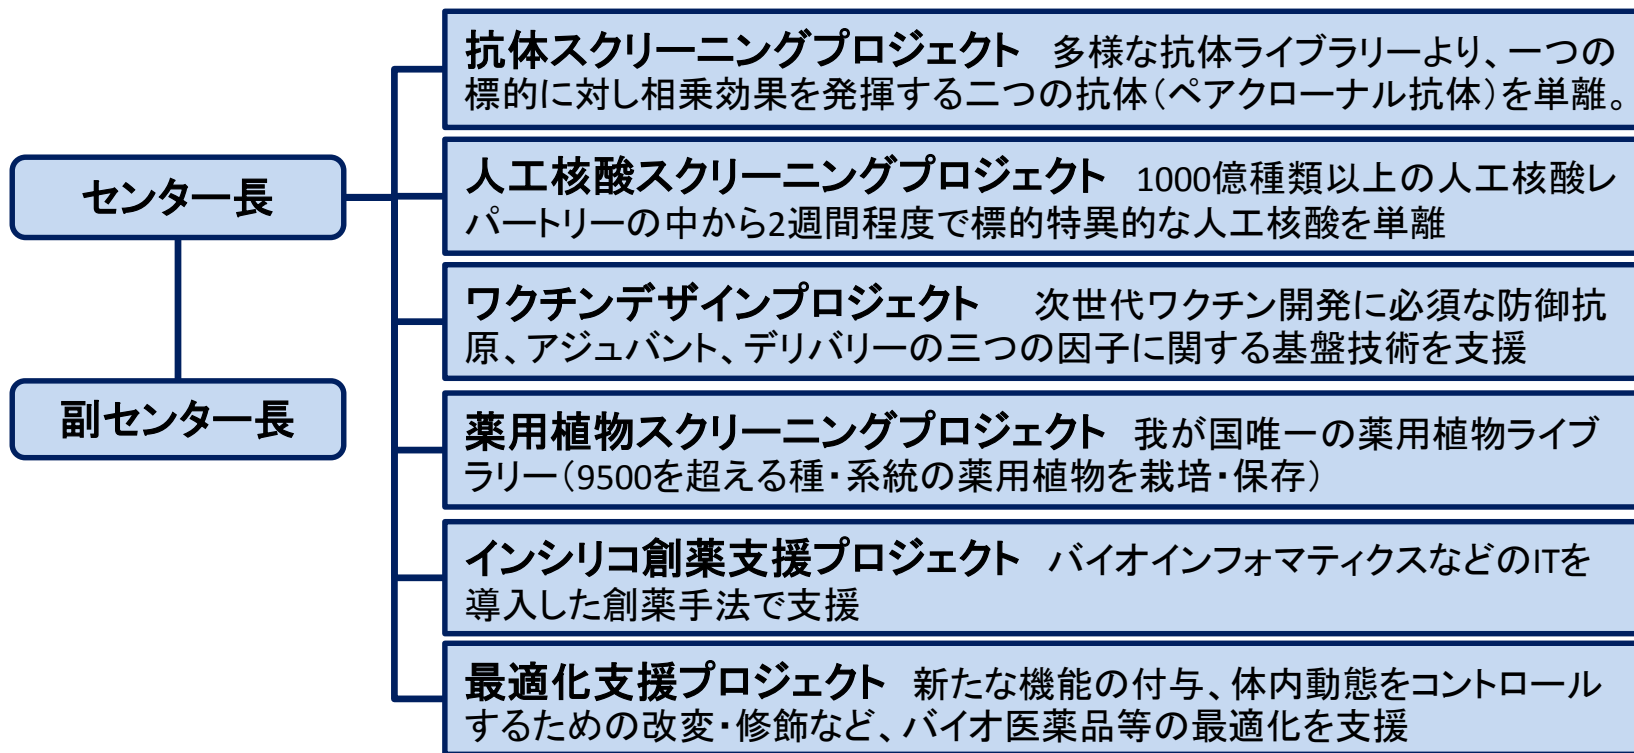 センター長
副センター長
抗体スクリーニングプロジェクト 多様な抗体ライブラリーより、一つの
標的に対し相乗効果を発揮する二つの抗体（ペアクローナル抗体）を単離。
人工核酸スクリーニングプロジェクト 1000億種類以上の人工核酸レ
パートリーの中から2週間程度で標的特異的な人工核酸を単離
ワクチンデザインプロジェクト 次世代ワクチン開発に必須な防御抗
原、アジュバント、デリバリーの三つの因子に関する基盤技術を支援
薬用植物スクリーニングプロジェクト 我が国唯一の薬用植物ライブ
ラリー（9500を超える種・系統の薬用植物を栽培・保存）
インシリコ創薬支援プロジェクト バイオインフォマティクスなどのITを
導入した創薬手法で支援
最適化支援プロジェクト 新たな機能の付与、体内動態をコントロール
するための改変・修飾など、バイオ医薬品等の最適化を支援